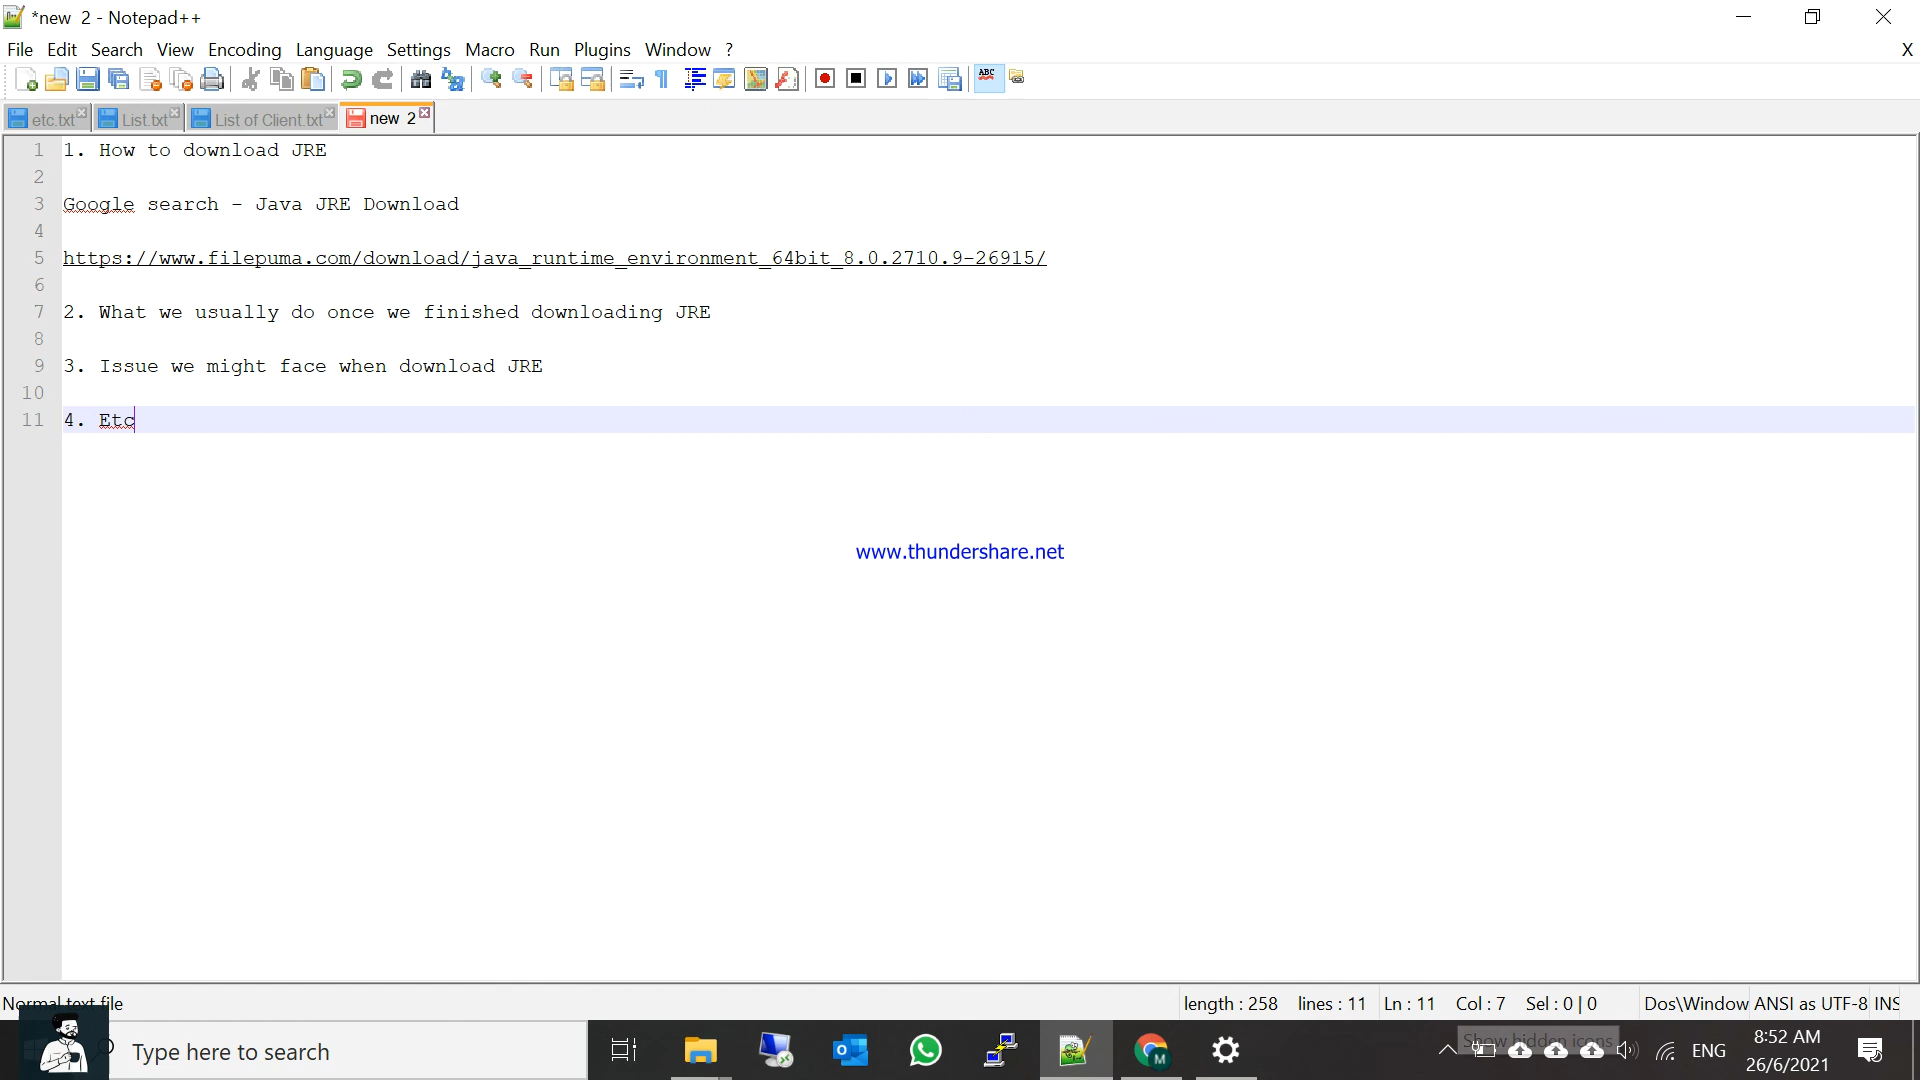 *new 2 - Notepad++
File Edit Search View Encoding Language Settings Macro Run Plugins Window ? X
ABC
etc.txt List.txt List of Client.txt new 2
1 1. How to download JRE
2
3 Google search - Java JRE Download
4
5 https://www.filepuma.com/download/java_runtime_environment_64bit_8.0.2710.9-26915/
6
7 2. What we usually do once we finished downloading JRE
8
9 3. Issue we might face when download JRE
10
11 4. Etc
www.thundershare.net
Normal text file length : 258 lines : 11 Ln : 11 Col : 7 Sel : 0 | 0 Dos\Window ANSI as UTF-8 INS
Show hidden icons
Type here to search M ENG 8:52 AM
26/6/2021